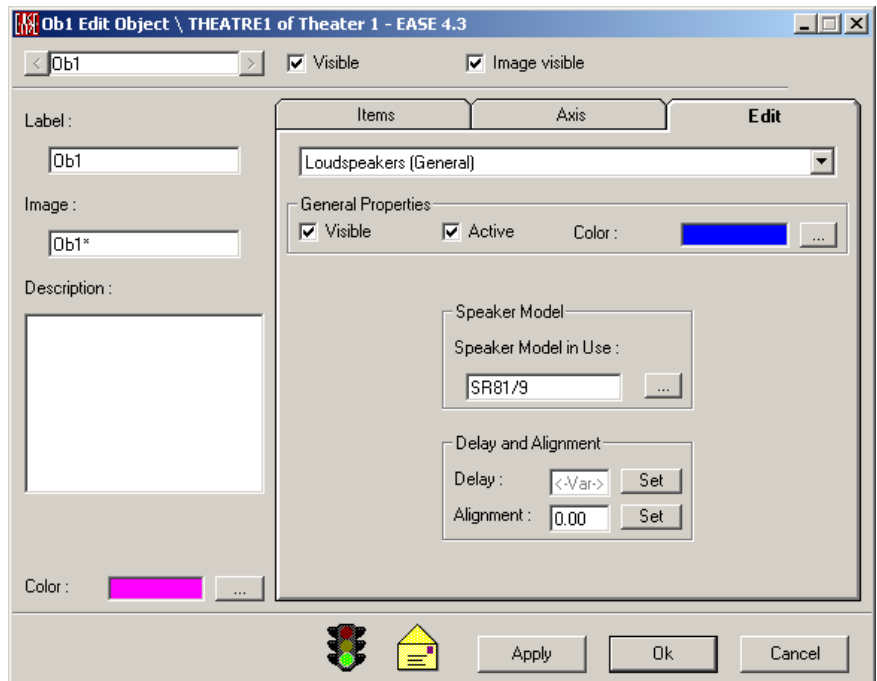 Ob1 Edit Object \ THEATRE1 of Theater 1 - EASE 4.3
< Ob1 > Visible Image visible
Label :
Ob1
Image :
Ob1*
Description :
Color : ...
Items Axis Edit
Loudspeakers (General)
General Properties
Visible Active Color : ...
Speaker Model
Speaker Model in Use :
SR81/9 ...
Delay and Alignment
Delay : <-Var-> Set
Alignment : 0.00 Set
Apply Ok Cancel